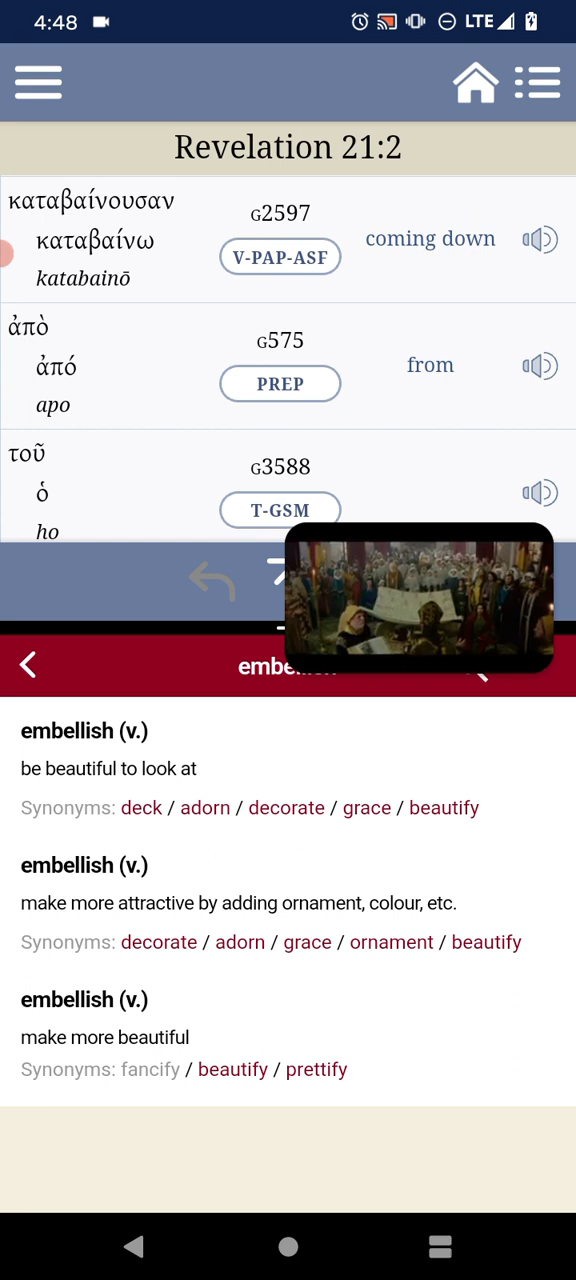 4:48
LTE
Revelation 21:2
καταβαίνουσαν
G2597
καταβαίνω
V-PAP-ASF
coming down
katabainō
ἀπὸ
G575
ἀπό
PREP
from
apo
τοῦ
G3588
ὁ
T-GSM
ho
embellish (v.)
be beautiful to look at
Synonyms: deck / adorn / decorate / grace / beautify
embellish (v.)
make more attractive by adding ornament, colour, etc.
Synonyms: decorate / adorn / grace / ornament / beautify
embellish (v.)
make more beautiful
Synonyms: fancify / beautify / prettify